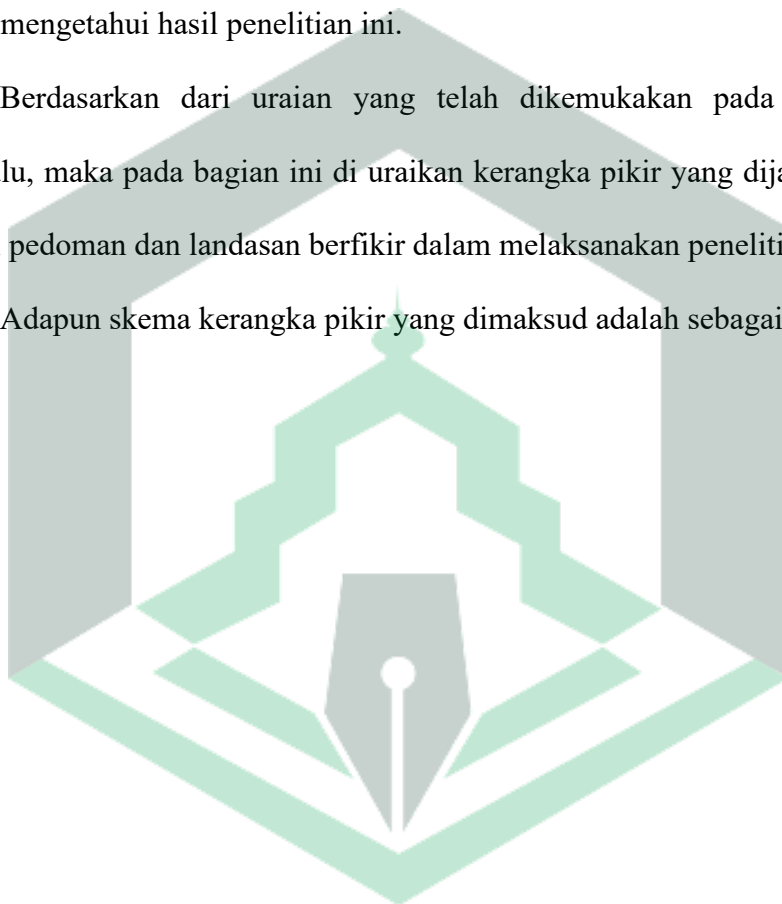 mengetahui hasil penelitian ini.
Berdasarkan dari uraian yang telah dikemukakan pada
lu, maka pada bagian ini di uraikan kerangka pikir yang dija
pedoman dan landasan berfikir dalam melaksanakan peneliti
Adapun skema kerangka pikir yang dimaksud adalah sebagai